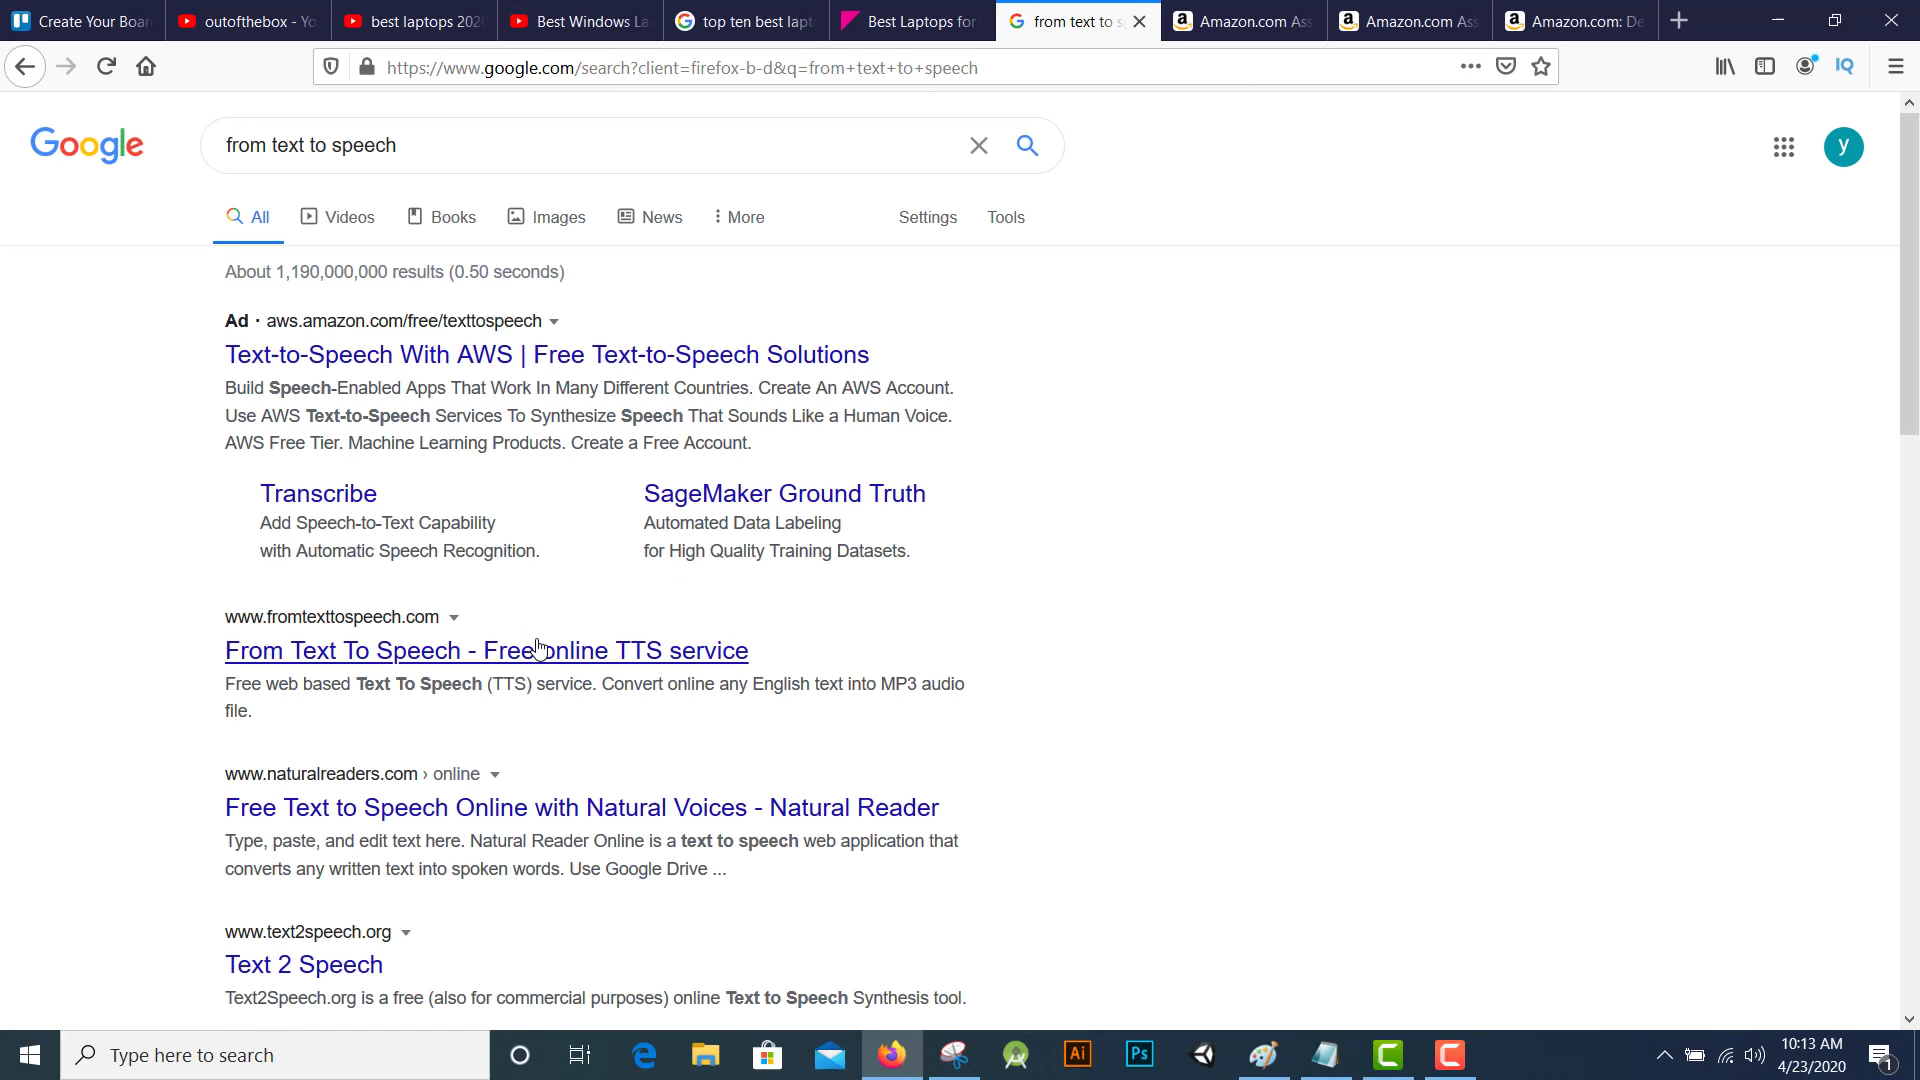 Create Your Boar
outofthebox - Yo
best laptops 202
Best Windows La
top ten best lapt
Best Laptops for
from text to s
Amazon.com Ass
Amazon.com Ass
Amazon.com: De
https://www.google.com/search?client=firefox-b-d&q=from+text+to+speech
IQ
Google
from text to speech
y
All
Videos
Books
Images
News
More
Settings
Tools
About 1,190,000,000 results (0.50 seconds)
Ad · aws.amazon.com/free/texttospeech
Text-to-Speech With AWS | Free Text-to-Speech Solutions
Build Speech-Enabled Apps That Work In Many Different Countries. Create An AWS Account.
Use AWS Text-to-Speech Services To Synthesize Speech That Sounds Like a Human Voice.
AWS Free Tier. Machine Learning Products. Create a Free Account.
Transcribe
Add Speech-to-Text Capability
with Automatic Speech Recognition.
SageMaker Ground Truth
Automated Data Labeling
for High Quality Training Datasets.
www.fromtexttospeech.com
From Text To Speech - Free online TTS service
Free web based Text To Speech (TTS) service. Convert online any English text into MP3 audio
file.
www.naturalreaders.com › online
Free Text to Speech Online with Natural Voices - Natural Reader
Type, paste, and edit text here. Natural Reader Online is a text to speech web application that
converts any written text into spoken words. Use Google Drive ...
www.text2speech.org
Text 2 Speech
Text2Speech.org is a free (also for commercial purposes) online Text to Speech Synthesis tool.
Type here to search
Ai
Ps
10:13 AM
4/23/2020
1